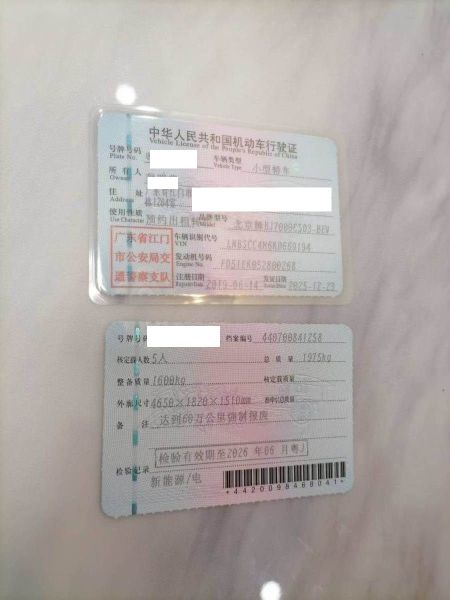 中华人民共和国机动车行驶证
Vehicle License of the People's Republic of China
号牌号码
Plate No.
车辆类型
Vehicle Type
小型轿车
所有人
Owner
住址
栋1204室
使用性质
Use Character
预约出租
品牌型号
Model
北京牌BJ7000C5D3-BEV
广东省江门
市公安局交
通警察支队
车辆识别代号
VIN
LNBSCC4H6KD669194
发动机号码
Engine No.
注册日期
Register Date
2019-06-14
发证日期
Issue Date
2025-12-23
号牌号码
档案编号 440700841258
核定载人数 5人
总质量 1975kg
整备质量 1600kg
核定载质量
外廓尺寸 4650×1820×1510mm
准牵引总质量
备注 达到60万公里强制报废
检验有效期至2026年06月粤J
检验记录
新能源/电
+4420098468041+